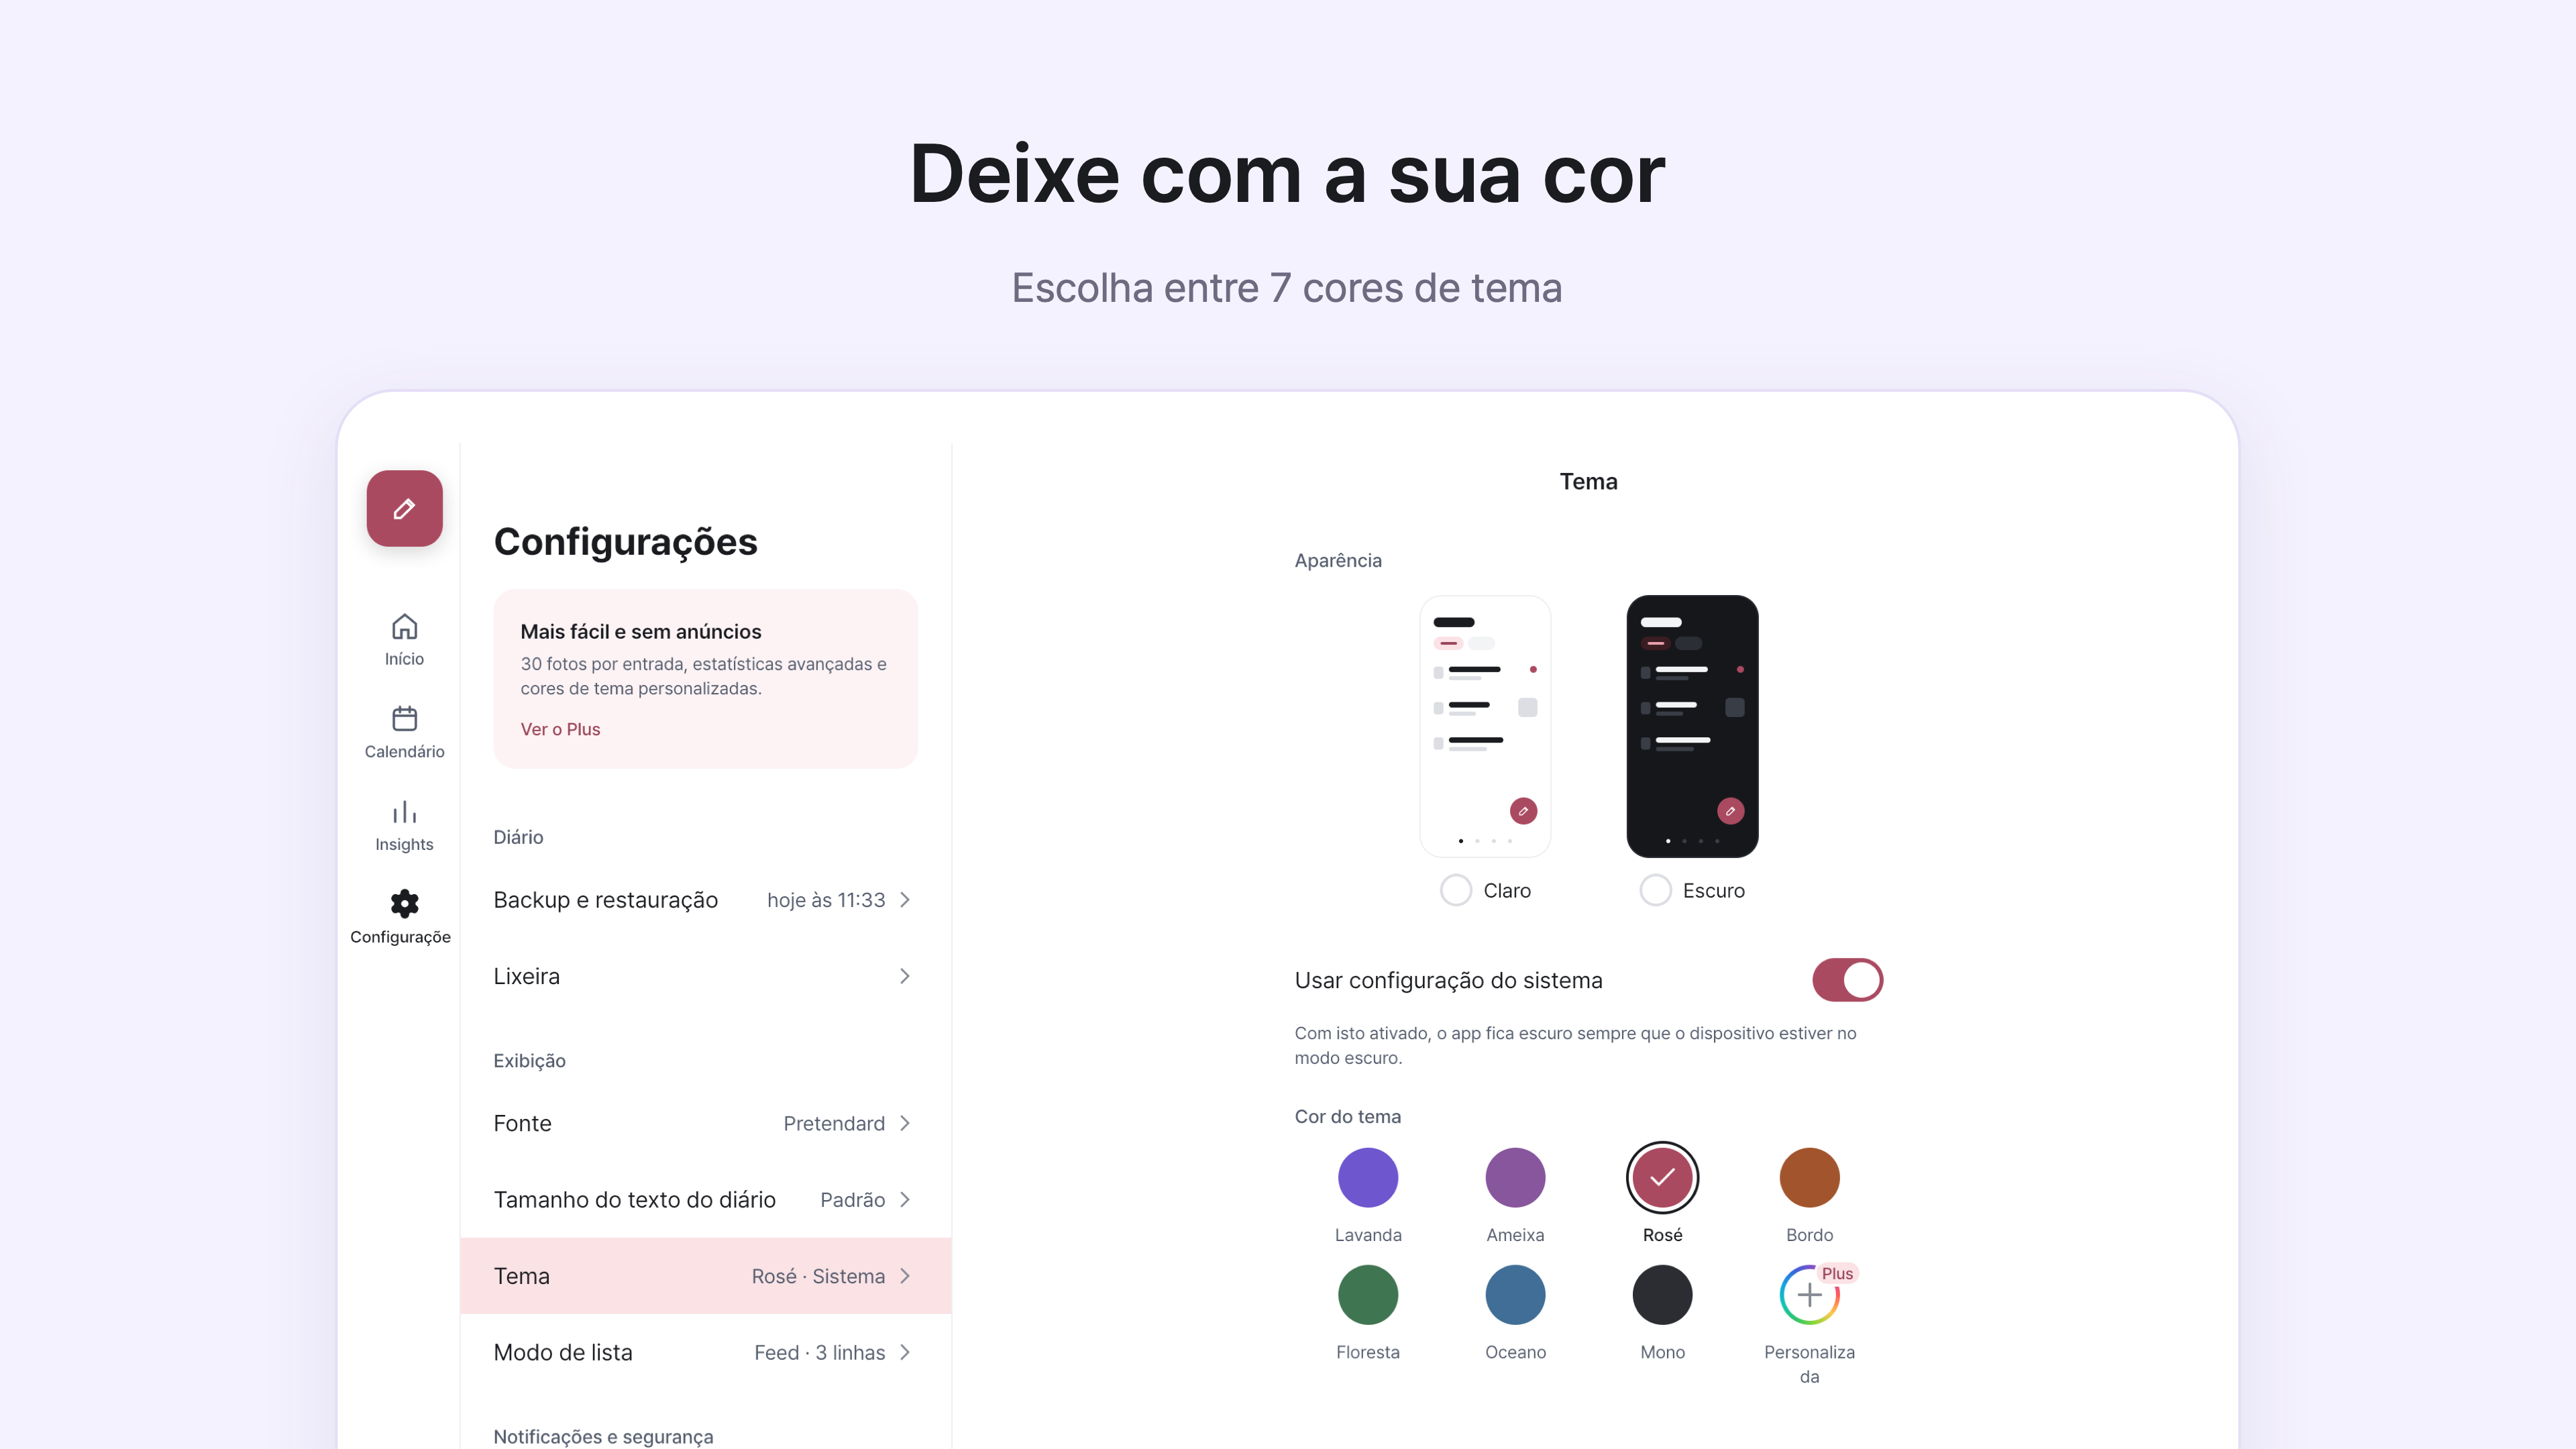 Deixe com a sua cor
Escolha entre 7 cores de tema
Início
Calendário
Insights
Configuraçõe
Configurações
Mais fácil e sem anúncios
30 fotos por entrada, estatísticas avançadas e
cores de tema personalizadas.
Ver o Plus
Diário
Backup e restauração hoje às 11:33
Lixeira
Exibição
Fonte Pretendard
Tamanho do texto do diário Padrão
Tema Rosé · Sistema
Modo de lista Feed · 3 linhas
Notificações e segurança
Tema
Aparência
Claro Escuro
Usar configuração do sistema
Com isto ativado, o app fica escuro sempre que o dispositivo estiver no
modo escuro.
Cor do tema
Lavanda Ameixa Rosé Bordo
Plus
Floresta Oceano Mono Personaliza
da